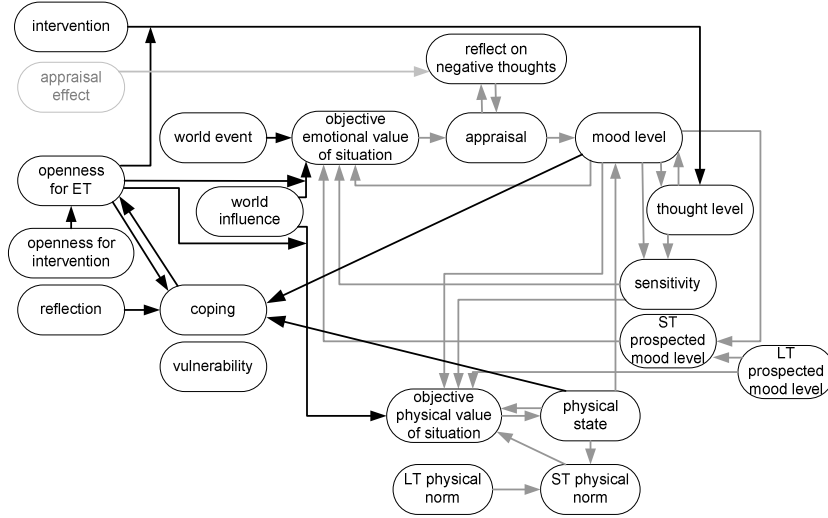 intervention
reflect on
negative thoughts
appraisal
effect
world event
objective
emotional value
of situation
appraisal
mood level
openness
for ET
world
influence
thought level
openness for
intervention
sensitivity
reflection
coping
ST
prospected
mood level
LT
prospected
mood level
vulnerability
objective
physical value
of situation
physical
state
LT physical
norm
ST physical
norm